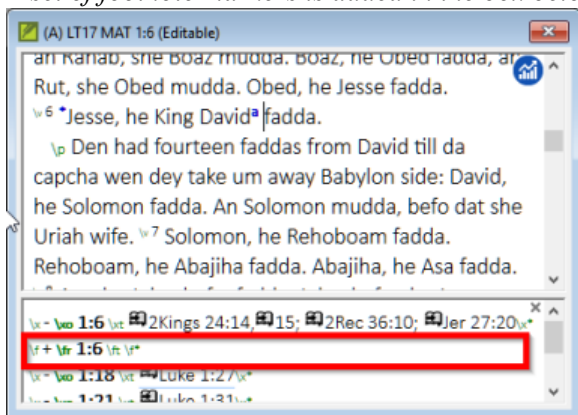 (A) LT17 MAT 1:6 (Editable)
an Rahab, she Boaz mudda. Boaz, he Obed fadda, an
Rut, she Obed mudda. Obed, he Jesse fadda.
\v 6 *Jesse, he King Davidᵃ fadda.
\p Den had fourteen faddas from David till da
capcha wen dey take um away Babylon side: David,
he Solomon fadda. An Solomon mudda, befo dat she
Uriah wife. \v 7 Solomon, he Rehoboam fadda.
Rehoboam, he Abajiha fadda. Abajiha, he Asa fadda.
\x - \xo 1:6 \xt 2Kings 24:14, 15; 2Rec 36:10; Jer 27:20\x*
\f + \fr 1:6 \ft \f*
\x - \xo 1:18 \xt Luke 1:27\x*
\x - \xo 1:21 \xt Luke 1:31\x*